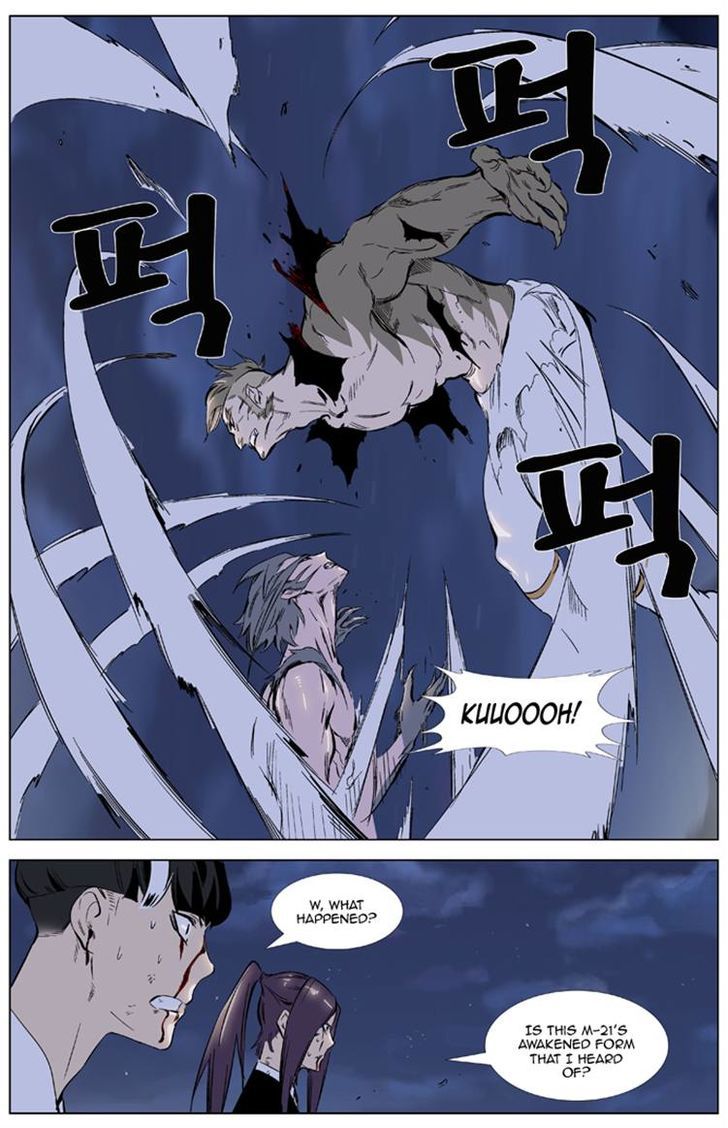 퍽
퍽
퍽
KUUOOOH!
W, WHAT
HAPPENED?
IS THIS M-21'S
AWAKENED FORM
THAT I HEARD
OF?